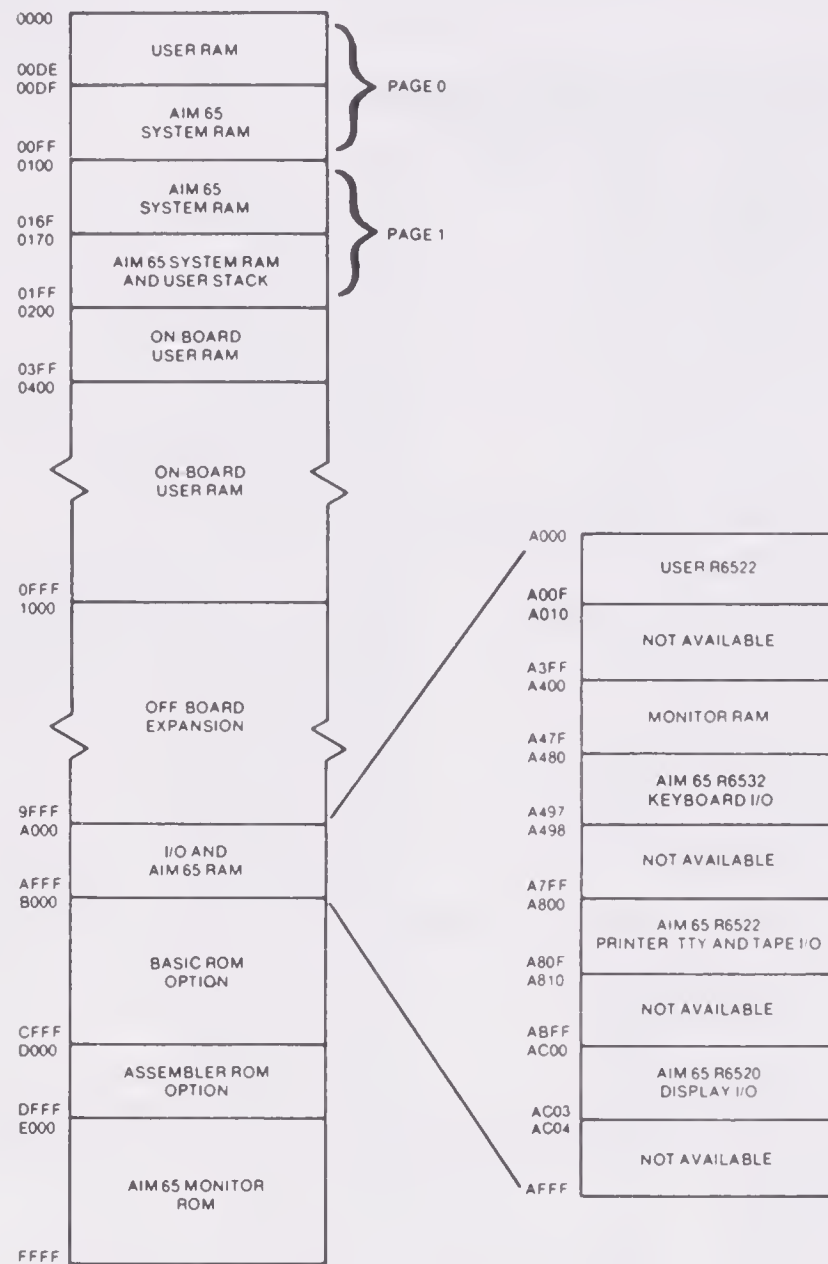 0000
USER RAM
00DE
00DF
PAGE 0
AIM 65
SYSTEM RAM
00FF
0100
AIM 65
SYSTEM RAM
016F
0170
PAGE 1
AIM 65 SYSTEM RAM
AND USER STACK
01FF
0200
ON BOARD
USER RAM
03FF
0400
ON BOARD
USER RAM
0FFF
1000
OFF BOARD
EXPANSION
9FFF
A000
I/O AND
AIM 65 RAM
AFFF
B000
BASIC ROM
OPTION
CFFF
D000
ASSEMBLER ROM
OPTION
DFFF
E000
AIM 65 MONITOR
ROM
FFFF
A000
USER R6522
A00F
A010
NOT AVAILABLE
A3FF
A400
MONITOR RAM
A47F
A480
AIM 65 R6532
KEYBOARD I/O
A497
A498
NOT AVAILABLE
A7FF
A800
AIM 65 R6522
PRINTER TTY AND TAPE I/O
A80F
A810
NOT AVAILABLE
ABFF
AC00
AIM 65 R6520
DISPLAY I/O
AC03
AC04
NOT AVAILABLE
AFFF